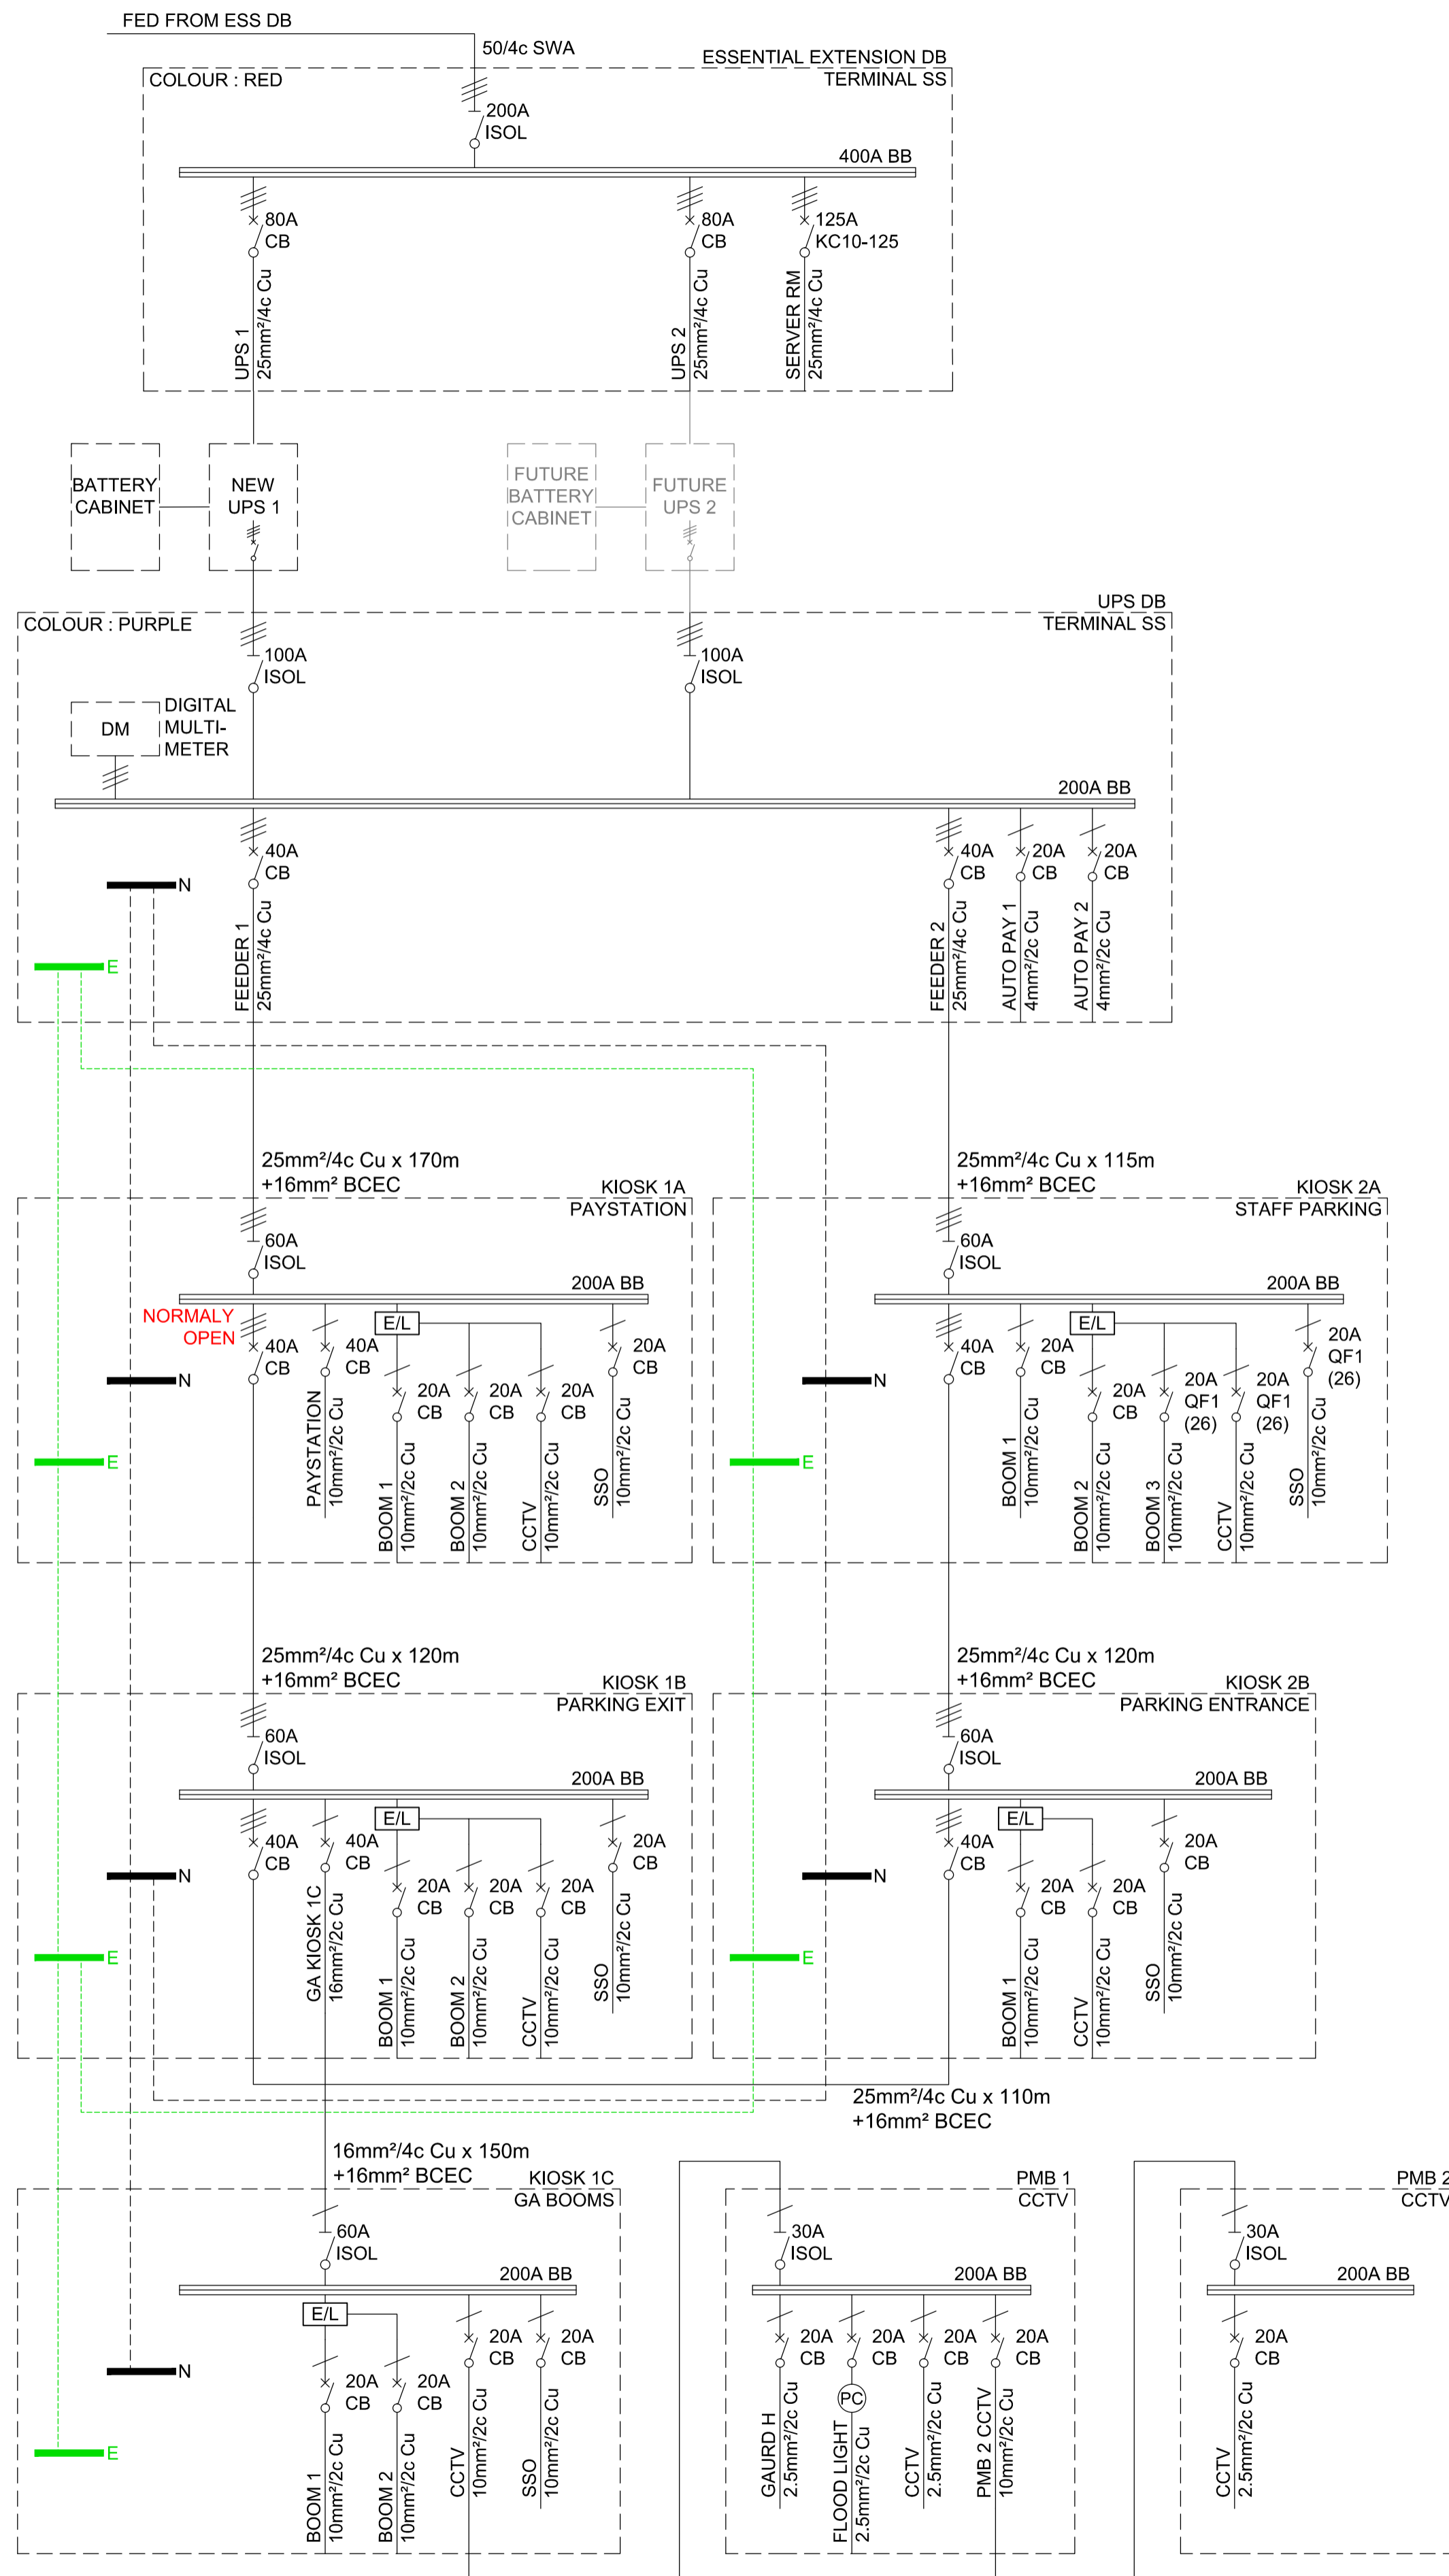 FED FROM ESS DB
50/4c SWA
ESSENTIAL EXTENSION DB
COLOUR : RED
TERMINAL SS
200A
ISOL
400A BB
80A
CB
UPS 1
25mm²/4c Cu
80A
CB
UPS 2
25mm²/4c Cu
125A
KC10-125
SERVER RM
25mm²/4c Cu
BATTERY
CABINET
NEW
UPS 1
FUTURE
BATTERY
CABINET
FUTURE
UPS 2
UPS DB
COLOUR : PURPLE
TERMINAL SS
100A
ISOL
100A
ISOL
DM
DIGITAL
MULTI-
METER
200A BB
40A
CB
FEEDER 1
25mm²/4c Cu
40A
CB
FEEDER 2
25mm²/4c Cu
20A
CB
AUTO PAY 1
4mm²/2c Cu
20A
CB
AUTO PAY 2
4mm²/2c Cu
N
E
25mm²/4c Cu x 170m
+16mm² BCEC
KIOSK 1A
PAYSTATION
60A
ISOL
200A BB
NORMALY
OPEN
40A
CB
40A
CB
PAYSTATION
10mm²/2c Cu
E/L
20A
CB
BOOM 1
10mm²/2c Cu
20A
CB
BOOM 2
10mm²/2c Cu
20A
CB
CCTV
10mm²/2c Cu
20A
CB
SSO
10mm²/2c Cu
N
E
25mm²/4c Cu x 115m
+16mm² BCEC
KIOSK 2A
STAFF PARKING
60A
ISOL
200A BB
40A
CB
20A
CB
BOOM 1
10mm²/2c Cu
E/L
20A
CB
BOOM 2
10mm²/2c Cu
20A
QF1
(26)
BOOM 3
10mm²/2c Cu
20A
QF1
(26)
CCTV
10mm²/2c Cu
20A
QF1
(26)
SSO
10mm²/2c Cu
N
E
25mm²/4c Cu x 120m
+16mm² BCEC
KIOSK 1B
PARKING EXIT
60A
ISOL
200A BB
40A
CB
40A
CB
GA KIOSK 1C
16mm²/2c Cu
E/L
20A
CB
BOOM 1
10mm²/2c Cu
20A
CB
BOOM 2
10mm²/2c Cu
20A
CB
CCTV
10mm²/2c Cu
20A
CB
SSO
10mm²/2c Cu
N
E
25mm²/4c Cu x 120m
+16mm² BCEC
KIOSK 2B
PARKING ENTRANCE
60A
ISOL
200A BB
40A
CB
E/L
20A
CB
BOOM 1
10mm²/2c Cu
20A
CB
CCTV
10mm²/2c Cu
20A
CB
SSO
10mm²/2c Cu
N
E
25mm²/4c Cu x 110m
+16mm² BCEC
16mm²/4c Cu x 150m
+16mm² BCEC
KIOSK 1C
GA BOOMS
60A
ISOL
200A BB
E/L
20A
CB
BOOM 1
10mm²/2c Cu
20A
CB
BOOM 2
10mm²/2c Cu
20A
CB
CCTV
10mm²/2c Cu
20A
CB
SSO
10mm²/2c Cu
N
E
PMB 1
CCTV
30A
ISOL
200A BB
20A
CB
GAURD H
2.5mm²/2c Cu
20A
CB
PC
FLOOD LIGHT
2.5mm²/2c Cu
20A
CB
CCTV
2.5mm²/2c Cu
20A
CB
PMB 2 CCTV
10mm²/2c Cu
PMB 2
CCTV
30A
ISOL
200A BB
20A
CB
CCTV
2.5mm²/2c Cu